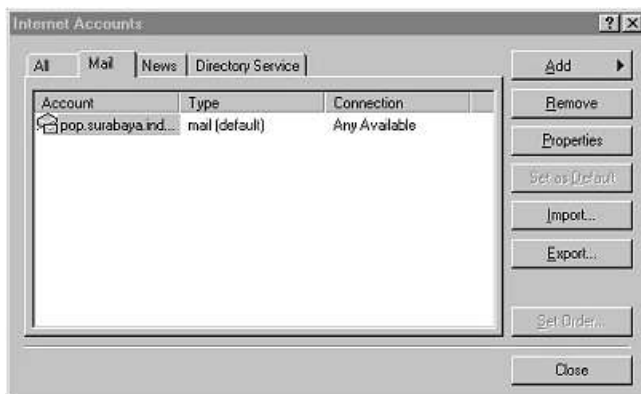 Internet Accounts
All Mail News Directory Service
Account Type Connection
pop.surabaya.ind... mail (default) Any Available
Add
Remove
Properties
Set as Default
Import...
Export...
Set Order...
Close